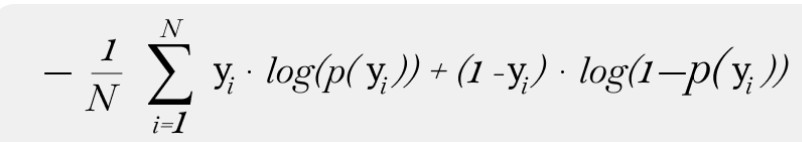 − 1/N ∑_{i=1}^{N} y_i · log(p(y_i)) + (1 -y_i) · log(1−p(y_i))